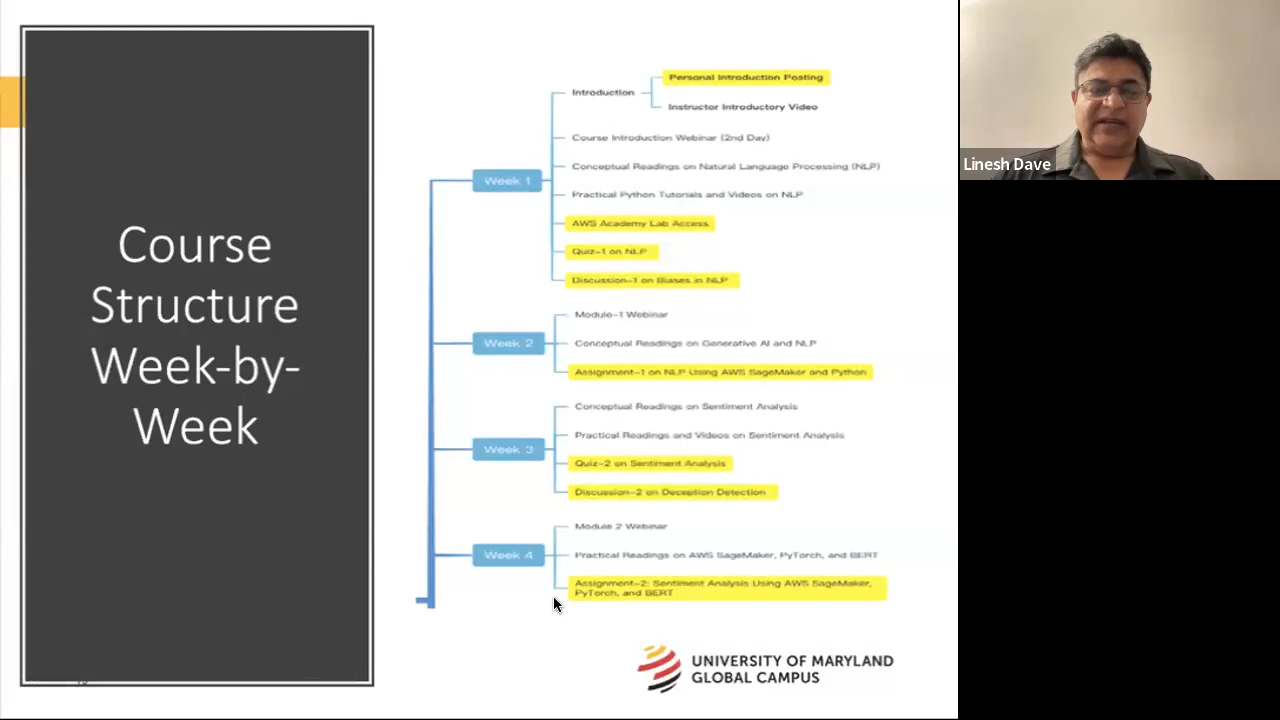 Course
Structure
Week-by-
Week
Week 1
Introduction
Personal Introduction Posting
Instructor Introductory Video
Course Introduction Webinar (2nd Day)
Conceptual Readings on Natural Language Processing (NLP)
Practical Python Tutorials and Videos on NLP
AWS Academy Lab Access
Quiz-1 on NLP
Discussion-1 on Biases in NLP
Week 2
Module-1 Webinar
Conceptual Readings on Generative AI and NLP
Assignment-1 on NLP Using AWS SageMaker and Python
Week 3
Conceptual Readings on Sentiment Analysis
Practical Readings and Videos on Sentiment Analysis
Quiz-2 on Sentiment Analysis
Discussion-2 on Deception Detection
Week 4
Module 2 Webinar
Practical Readings on AWS SageMaker, PyTorch, and BERT
Assignment-2: Sentiment Analysis Using AWS SageMaker,
PyTorch, and BERT
UNIVERSITY OF MARYLAND
GLOBAL CAMPUS
Linesh Dave